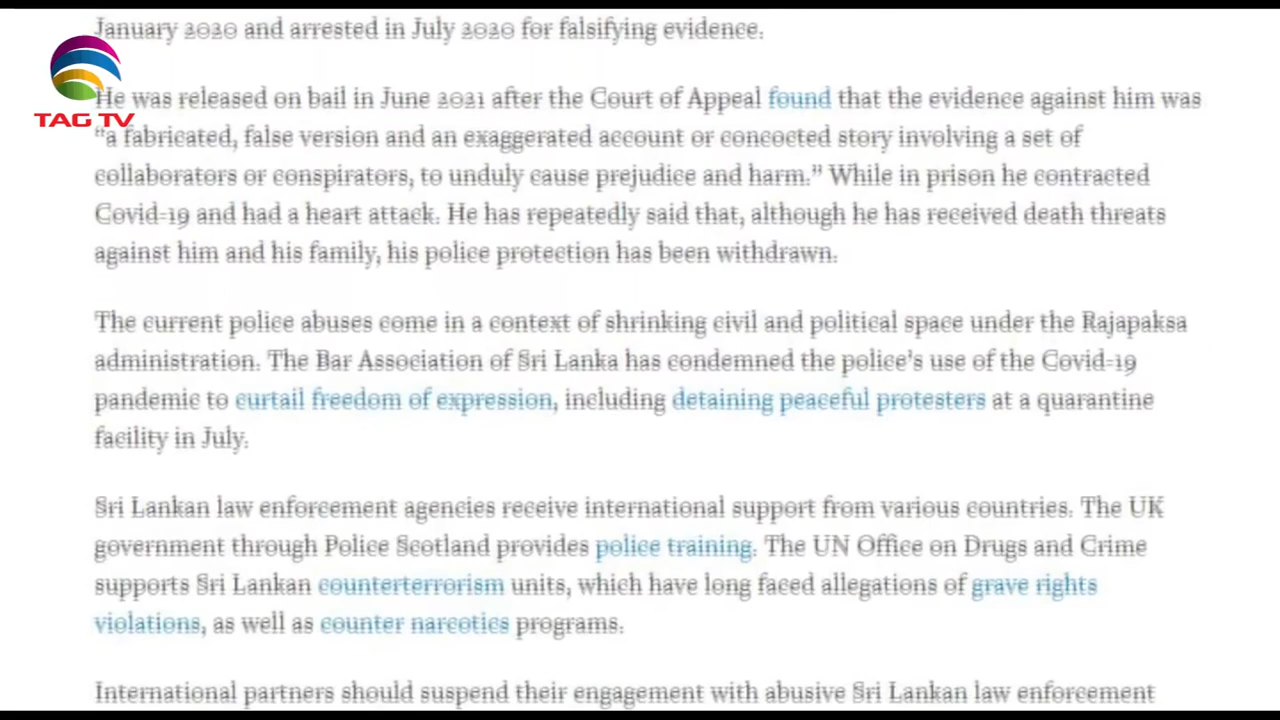 January 2020 and arrested in July 2020 for falsifying evidence.
TAG TV
He was released on bail in June 2021 after the Court of Appeal found that the evidence against him was
“a fabricated, false version and an exaggerated account or concocted story involving a set of
collaborators or conspirators, to unduly cause prejudice and harm.” While in prison he contracted
Covid-19 and had a heart attack. He has repeatedly said that, although he has received death threats
against him and his family, his police protection has been withdrawn.
The current police abuses come in a context of shrinking civil and political space under the Rajapaksa
administration. The Bar Association of Sri Lanka has condemned the police’s use of the Covid-19
pandemic to curtail freedom of expression, including detaining peaceful protesters at a quarantine
facility in July.
Sri Lankan law enforcement agencies receive international support from various countries. The UK
government through Police Scotland provides police training. The UN Office on Drugs and Crime
supports Sri Lankan counterterrorism units, which have long faced allegations of grave rights
violations, as well as counter narcotics programs.
International partners should suspend their engagement with abusive Sri Lankan law enforcement